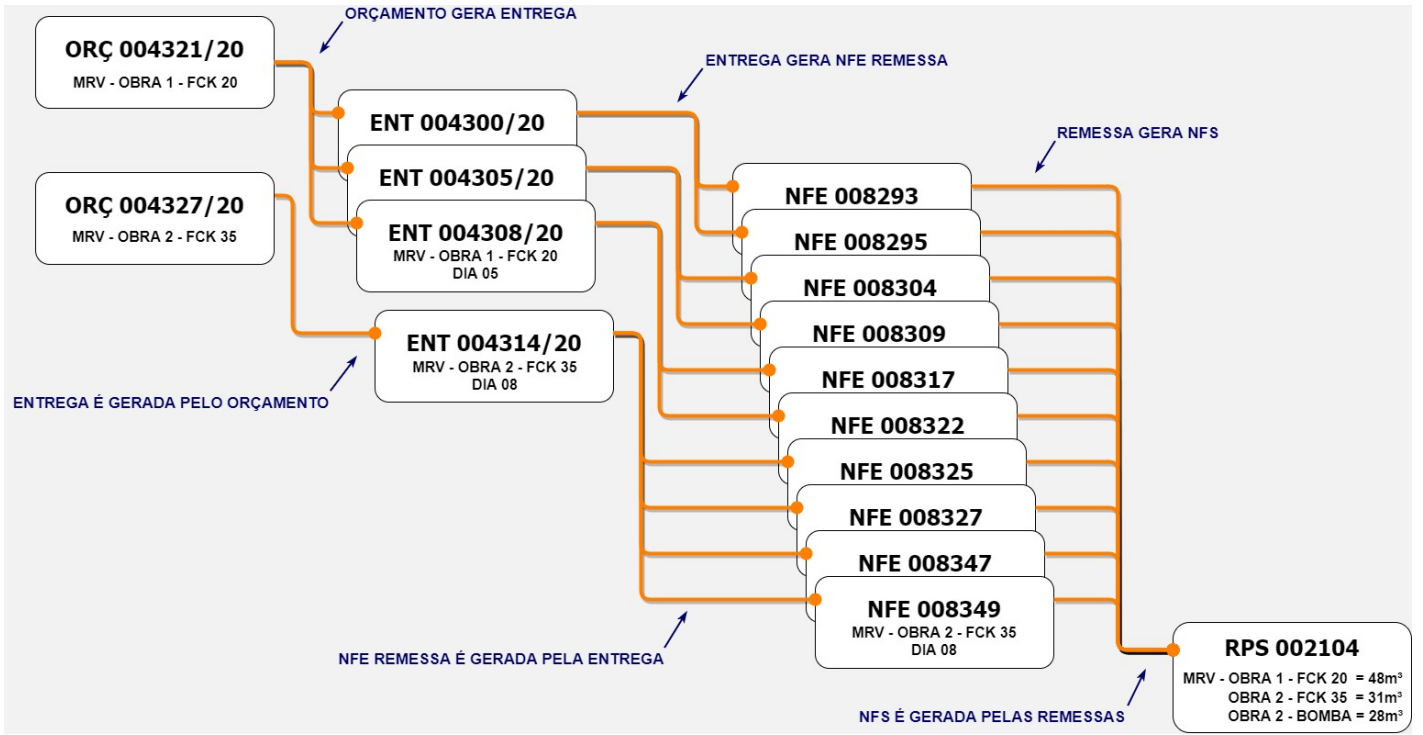 ORÇAMENTO GERA ENTREGA
ORÇ 004321/20
MRV - OBRA 1 - FCK 20
ENTREGA GERA NFE REMESSA
ENT 004300/20
REMESSA GERA NFS
ENT 004305/20
NFE 008293
ORÇ 004327/20
MRV - OBRA 2 - FCK 35
ENT 004308/20
MRV - OBRA 1 - FCK 20
DIA 05
NFE 008295
NFE 008304
NFE 008309
ENT 004314/20
MRV - OBRA 2 - FCK 35
DIA 08
NFE 008317
ENTREGA É GERADA PELO ORÇAMENTO
NFE 008322
NFE 008325
NFE 008327
NFE 008347
NFE 008349
MRV - OBRA 2 - FCK 35
DIA 08
NFE REMESSA É GERADA PELA ENTREGA
RPS 002104
MRV - OBRA 1 - FCK 20 = 48m³
OBRA 2 - FCK 35 = 31m³
OBRA 2 - BOMBA = 28m³
NFS É GERADA PELAS REMESSAS